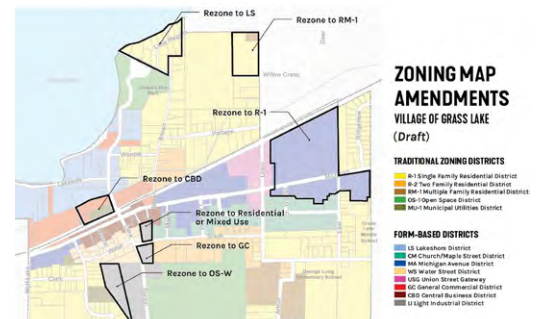 Rezone to LS
Rezone to RM-1
Willow Creek
Rezone to R-1
Rezone to CBD
Rezone to Residential
or Mixed Use
Rezone to GC
Rezone to OS-W
ZONING MAP
AMENDMENTS
VILLAGE OF GRASS LAKE
(Draft)
TRADITIONAL ZONING DISTRICTS
R-1 Single Family Residential District
R-2 Two Family Residential District
RM-1 Multiple Family Residential District
OS-1 Open Space District
MU-1 Municipal Utilities District
FORM-BASED DISTRICTS
LS Lakeshore District
CM Church/Maple Street District
MA Michigan Avenue District
WS Water Street District
USG Union Street Gateway
GC General Commercial District
CBD Central Business District
LI Light Industrial District